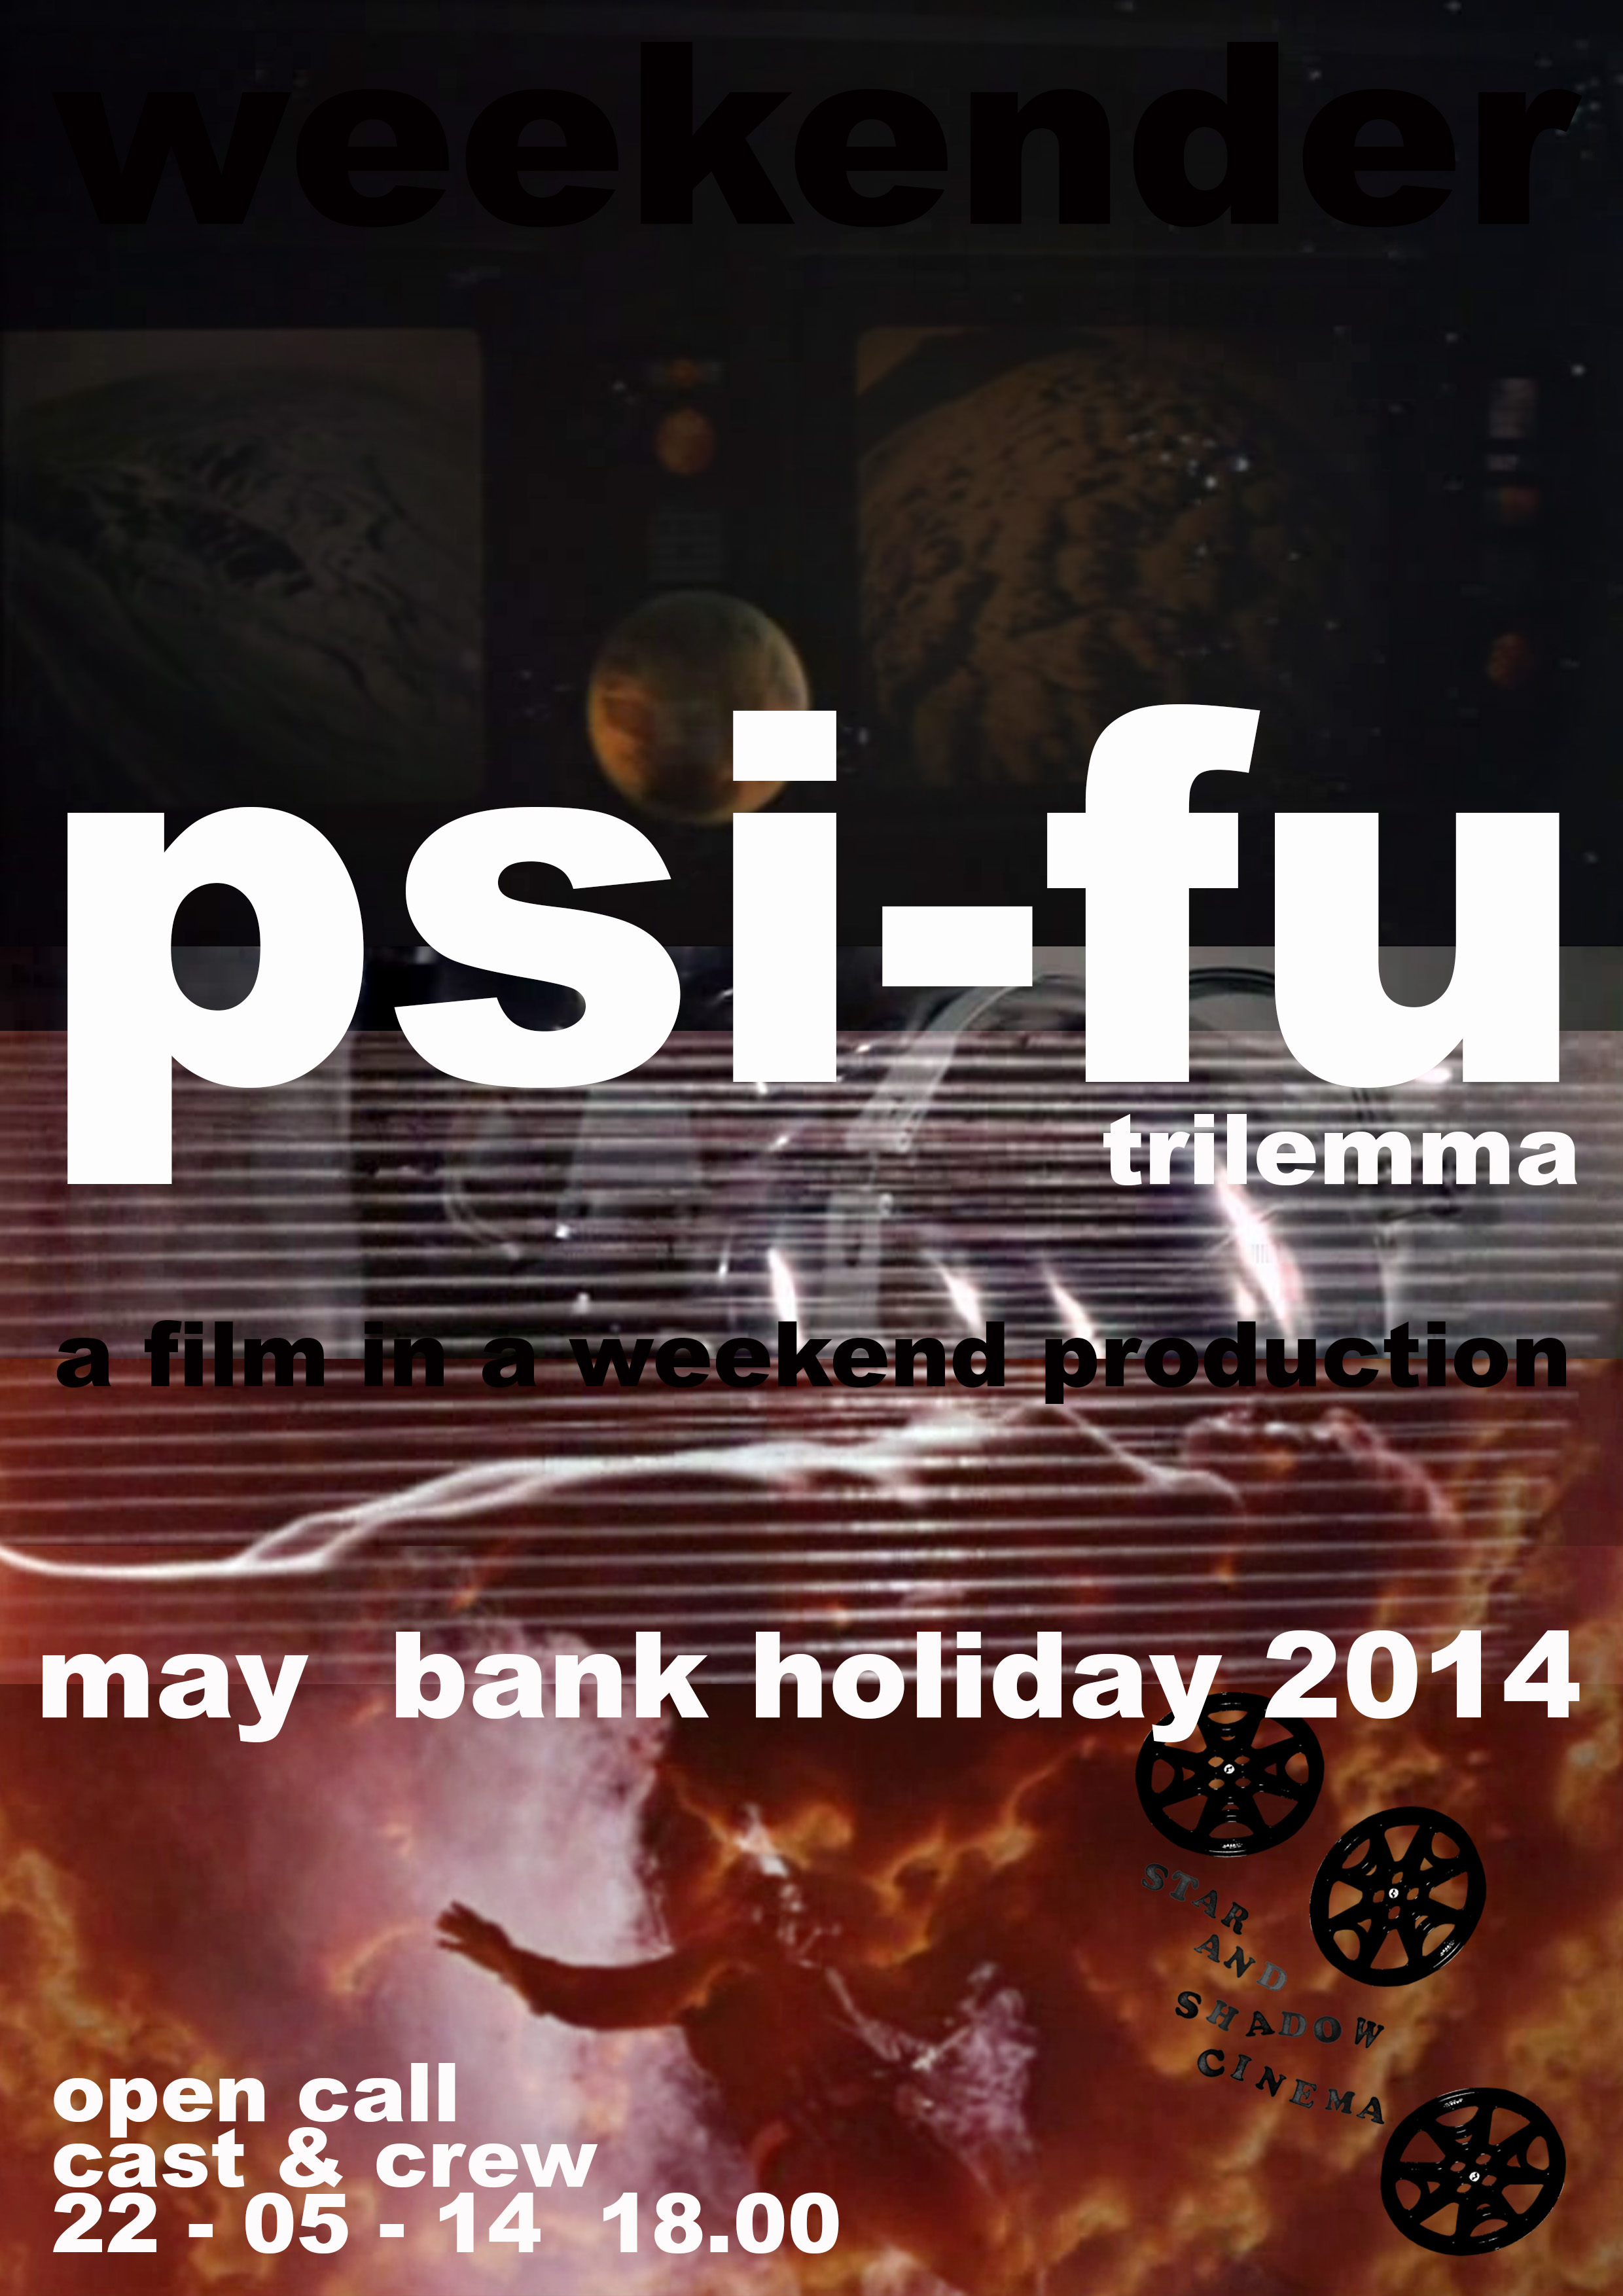 weekender
psi-fu
trilemma
a film in a weekend production
may bank holiday 2014
STAR
AND
SHADOW
CINEMA
open call
cast & crew
22 - 05 - 14 18.00